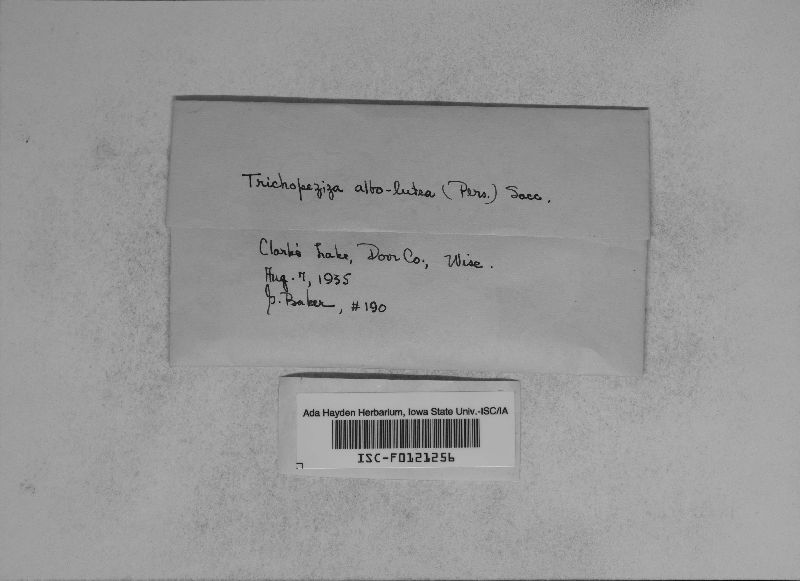 Trichopeziza albo-lutea (Pers.) Sacc.
Clark's Lake, Door Co., Wisc.
Aug. 7, 1935
G. Baker, #190
Ada Hayden Herbarium, Iowa State Univ.-ISC/IA
ISC-F0121256